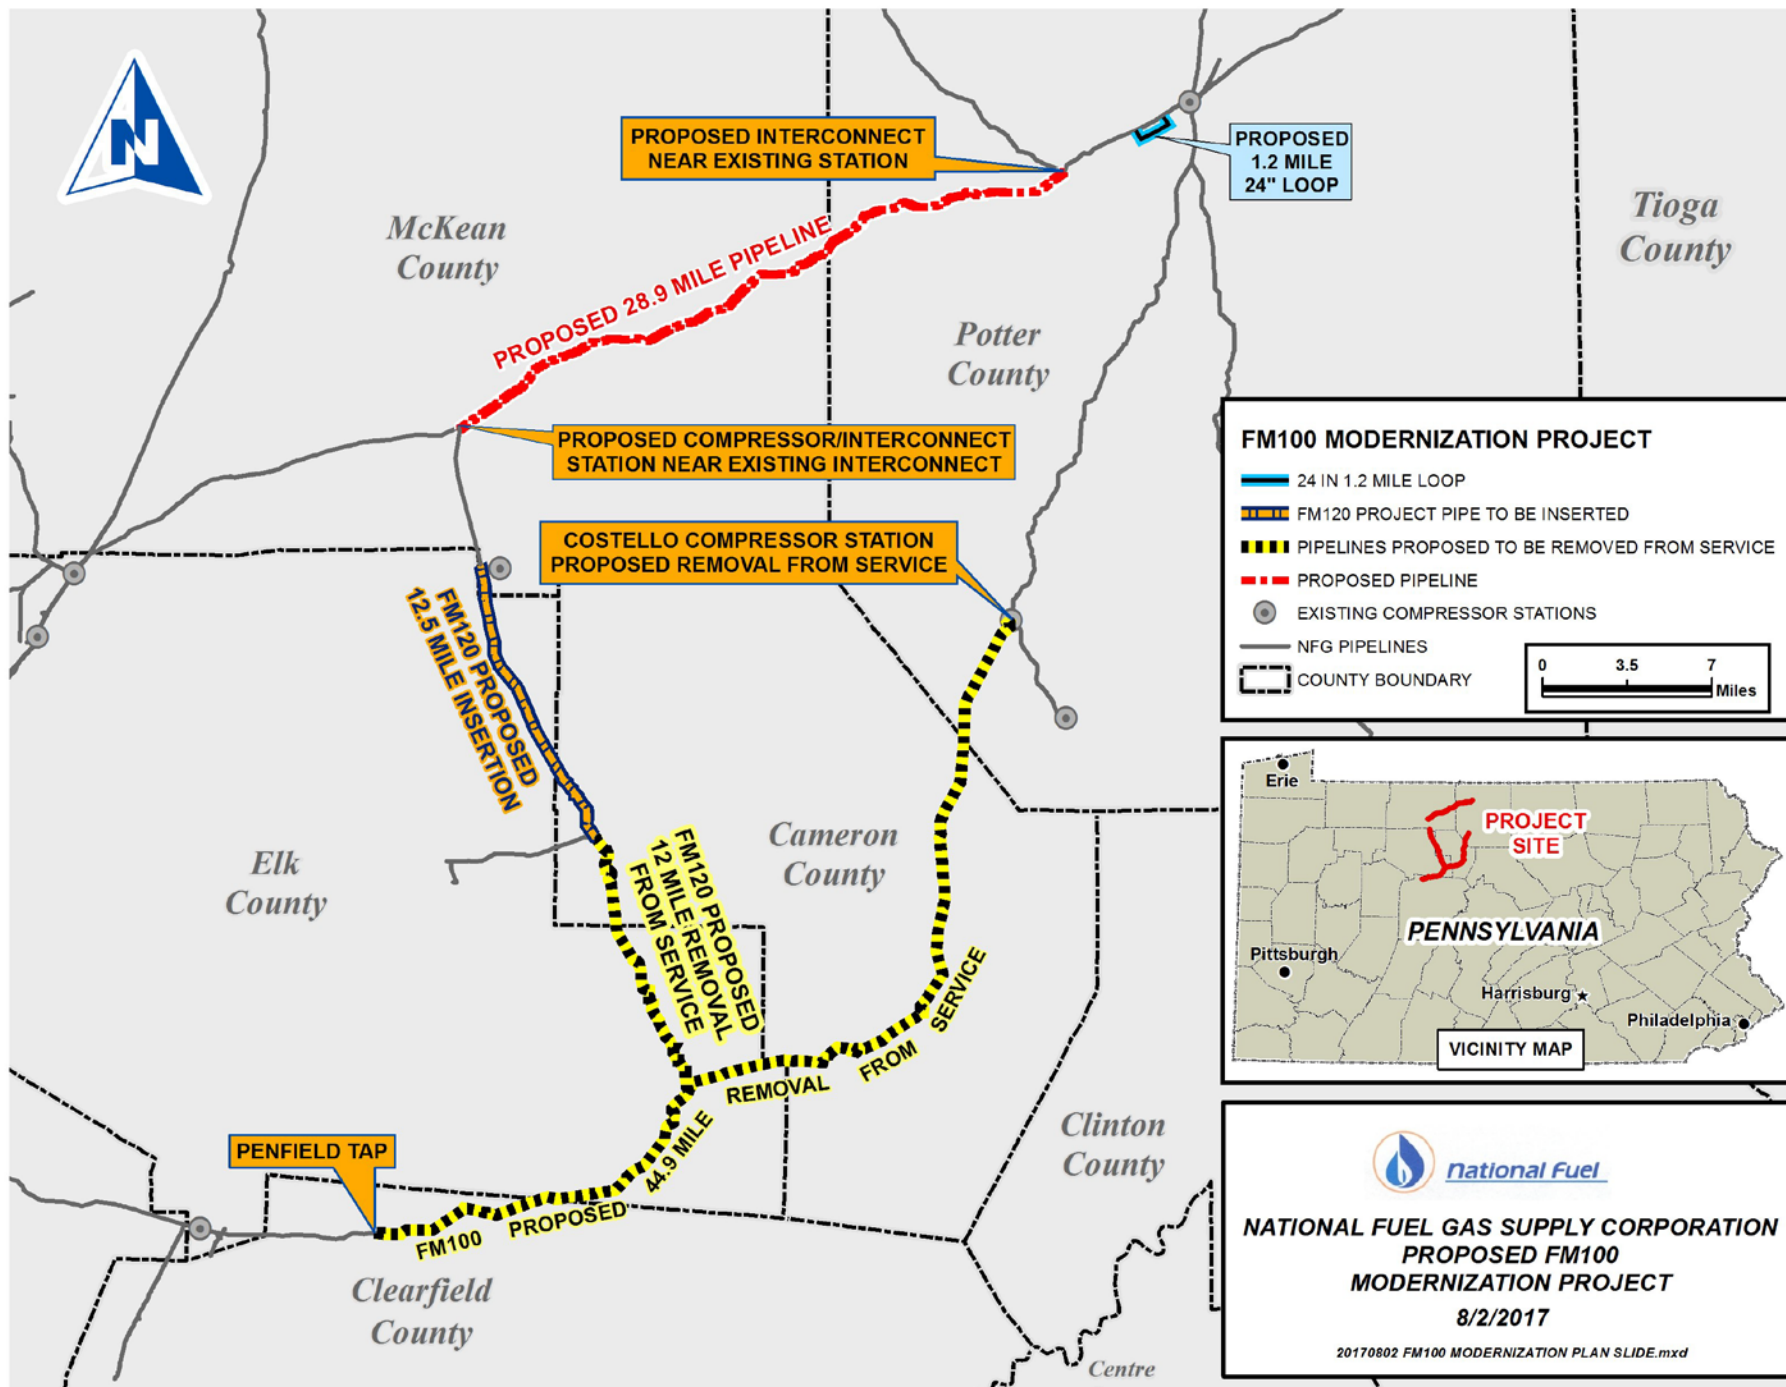 N
PROPOSED INTERCONNECT
NEAR EXISTING STATION
PROPOSED
1.2 MILE
24" LOOP
McKean
County
Tioga
County
PROPOSED 28.9 MILE PIPELINE
Potter
County
PROPOSED COMPRESSOR/INTERCONNECT
STATION NEAR EXISTING INTERCONNECT
COSTELLO COMPRESSOR STATION
PROPOSED REMOVAL FROM SERVICE
FM120 PROPOSED
12.5 MILE INSERTION
Elk
County
Cameron
County
FM120 PROPOSED
12 MILE REMOVAL
FROM SERVICE
FM100 PROPOSED 44.9 MILE REMOVAL FROM SERVICE
PENFIELD TAP
Clearfield
County
Clinton
County
Centre
FM100 MODERNIZATION PROJECT
24 IN 1.2 MILE LOOP
FM120 PROJECT PIPE TO BE INSERTED
PIPELINES PROPOSED TO BE REMOVED FROM SERVICE
PROPOSED PIPELINE
EXISTING COMPRESSOR STATIONS
NFG PIPELINES
COUNTY BOUNDARY
0 3.5 7
Miles
Erie
PROJECT
SITE
PENNSYLVANIA
Pittsburgh
Harrisburg
Philadelphia
VICINITY MAP
national Fuel
NATIONAL FUEL GAS SUPPLY CORPORATION
PROPOSED FM100
MODERNIZATION PROJECT
8/2/2017
20170802 FM100 MODERNIZATION PLAN SLIDE.mxd